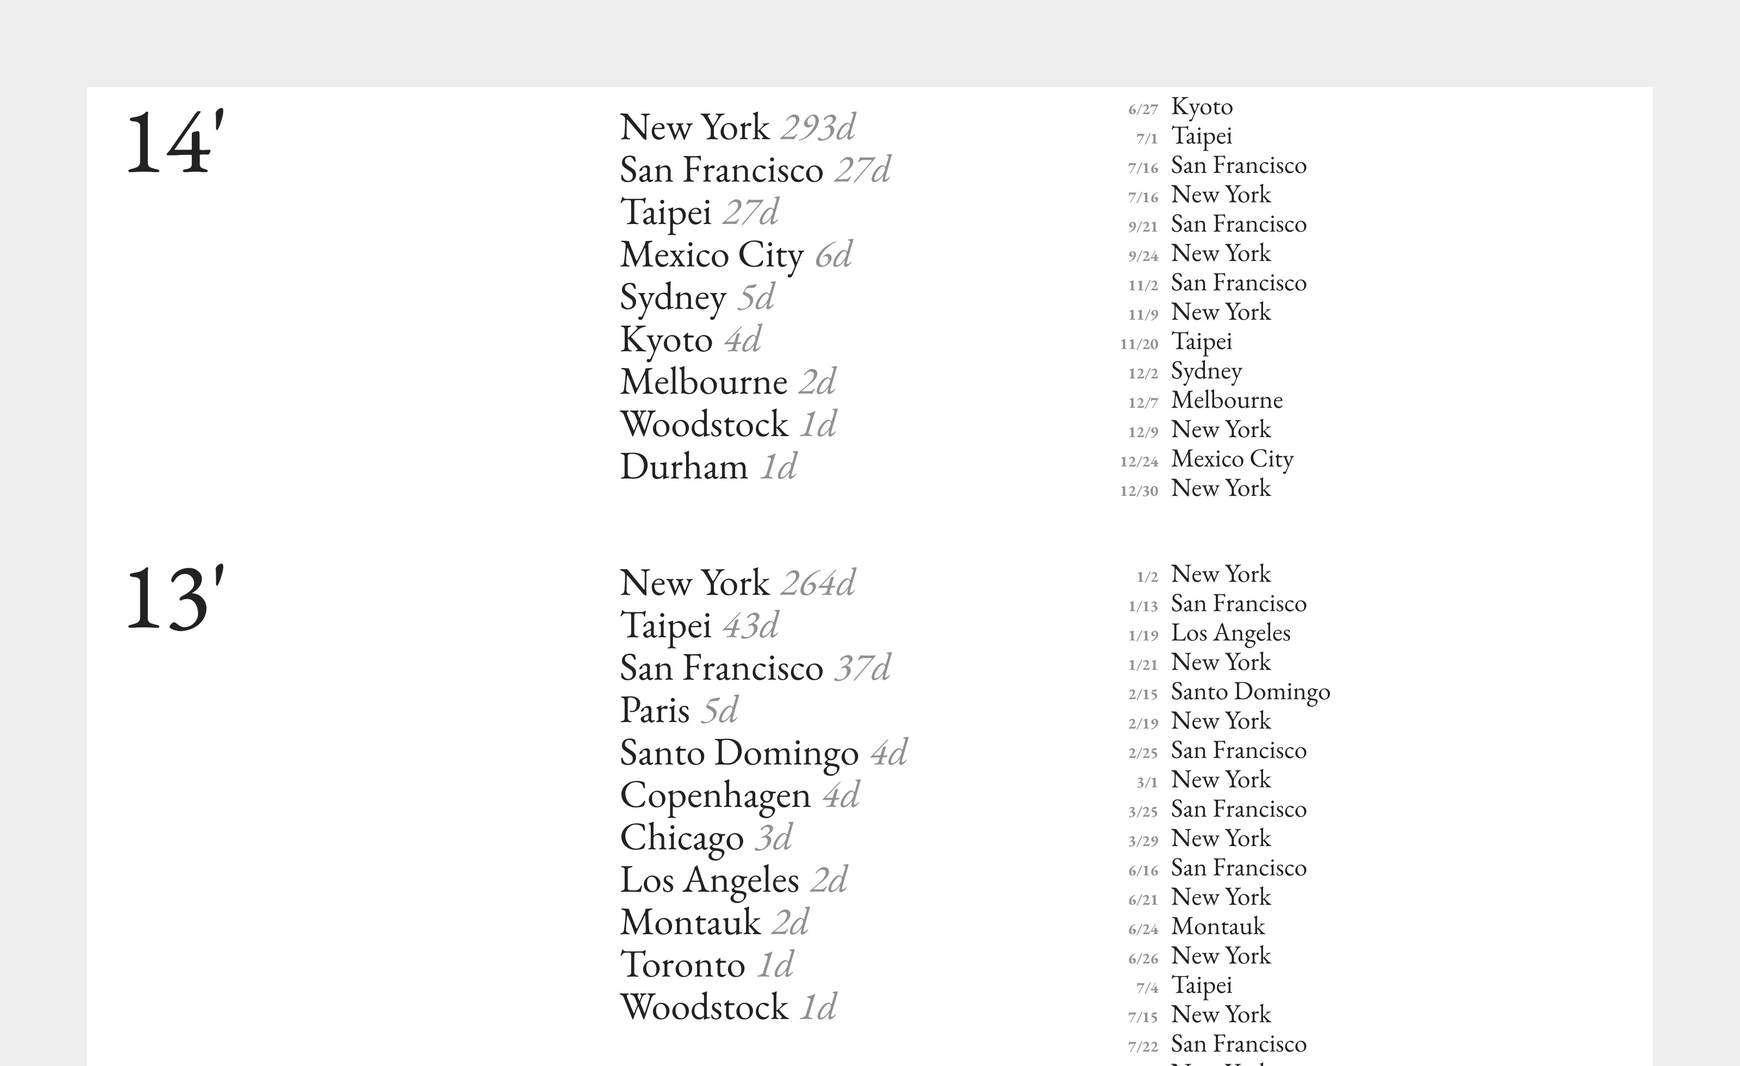 14'
New York 293d
San Francisco 27d
Taipei 27d
Mexico City 6d
Sydney 5d
Kyoto 4d
Melbourne 2d
Woodstock 1d
Durham 1d
6/27 Kyoto
7/1 Taipei
7/16 San Francisco
7/16 New York
9/21 San Francisco
9/24 New York
11/2 San Francisco
11/9 New York
11/20 Taipei
12/2 Sydney
12/7 Melbourne
12/9 New York
12/24 Mexico City
12/30 New York
13'
New York 264d
Taipei 43d
San Francisco 37d
Paris 5d
Santo Domingo 4d
Copenhagen 4d
Chicago 3d
Los Angeles 2d
Montauk 2d
Toronto 1d
Woodstock 1d
1/2 New York
1/13 San Francisco
1/19 Los Angeles
1/21 New York
2/15 Santo Domingo
2/19 New York
2/25 San Francisco
3/1 New York
3/25 San Francisco
3/29 New York
6/16 San Francisco
6/21 New York
6/24 Montauk
6/26 New York
7/4 Taipei
7/15 New York
7/22 San Francisco